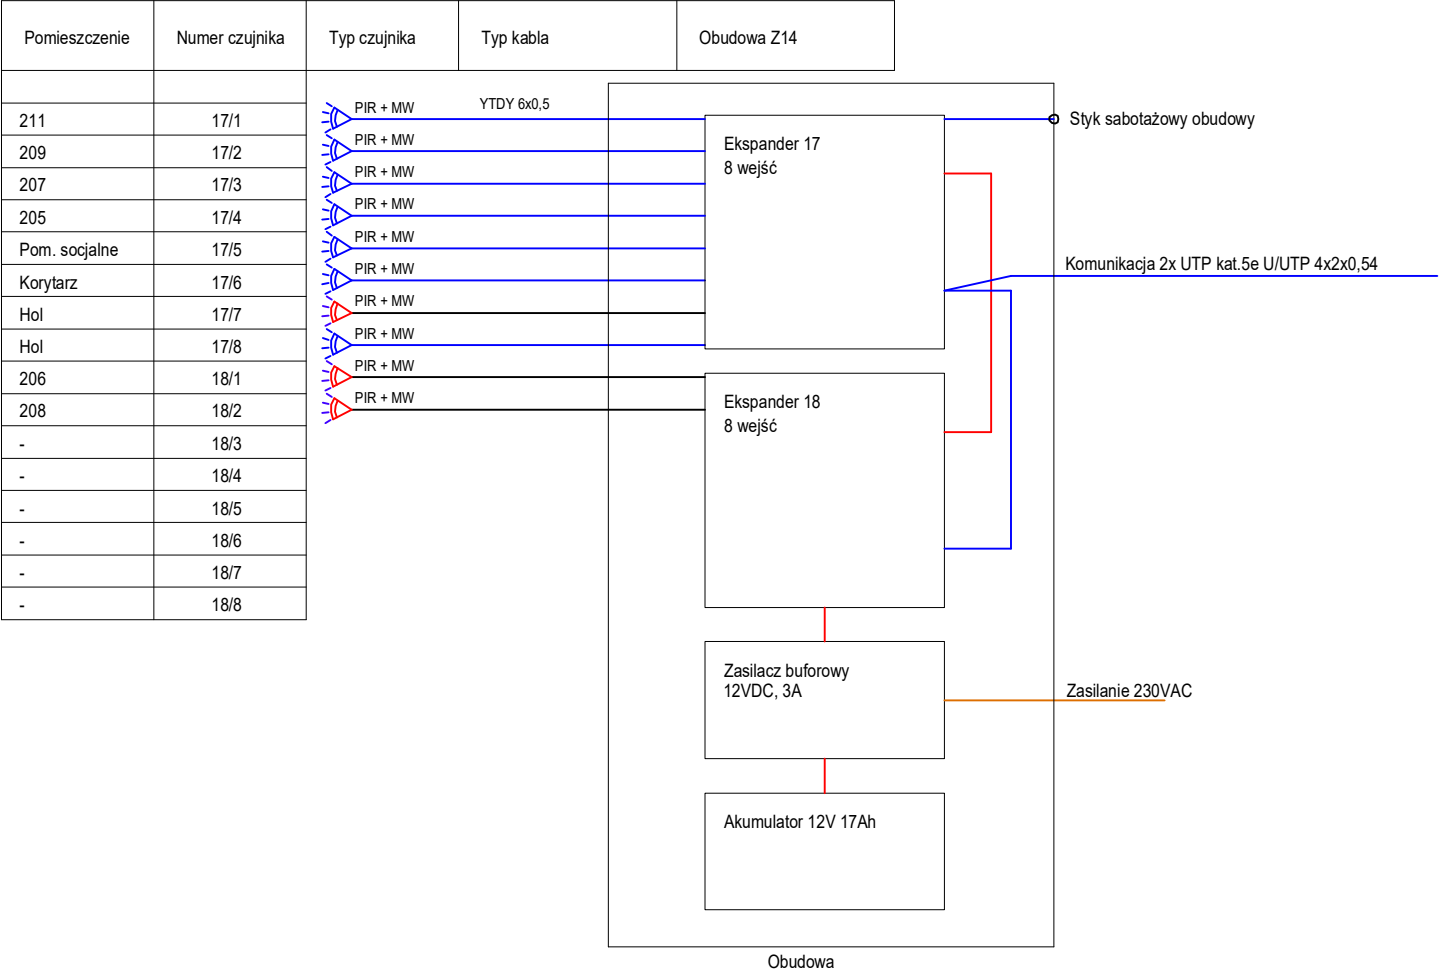 Pomieszczenie Numer czujnika Typ czujnika Typ kabla Obudowa Z14
PIR + MW YTDY 6x0,5
211 17/1 Styk sabotażowy obudowy
PIR + MW Ekspander 17
209 17/2
PIR + MW 8 wejść
207 17/3
PIR + MW
205 17/4
PIR + MW
Pom. socjalne 17/5
PIR + MW Komunikacja 2x UTP kat.5e U/UTP 4x2x0,54
Korytarz 17/6
PIR + MW
Hol 17/7
PIR + MW
Hol 17/8
PIR + MW
206 18/1
PIR + MW Ekspander 18
208 18/2
8 wejść
- 18/3
- 18/4
- 18/5
- 18/6
- 18/7
- 18/8
Zasilacz buforowy
12VDC, 3A Zasilanie 230VAC
Akumulator 12V 17Ah
Obudowa